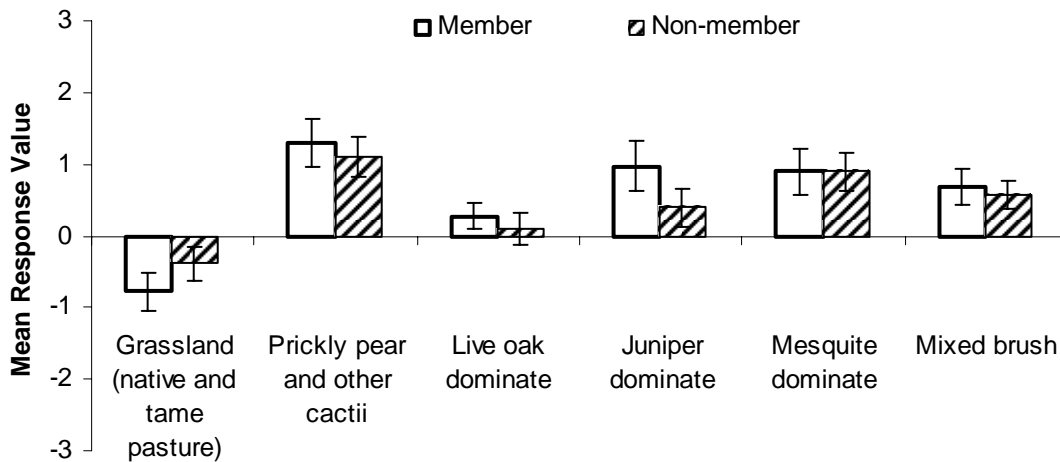 3
Member Non-member
2
1
0
-1
-2
-3
Mean Response Value
Grassland
(native and
tame
pasture)
Prickly pear
and other
cactii
Live oak
dominate
Juniper
dominate
Mesquite
dominate
Mixed brush